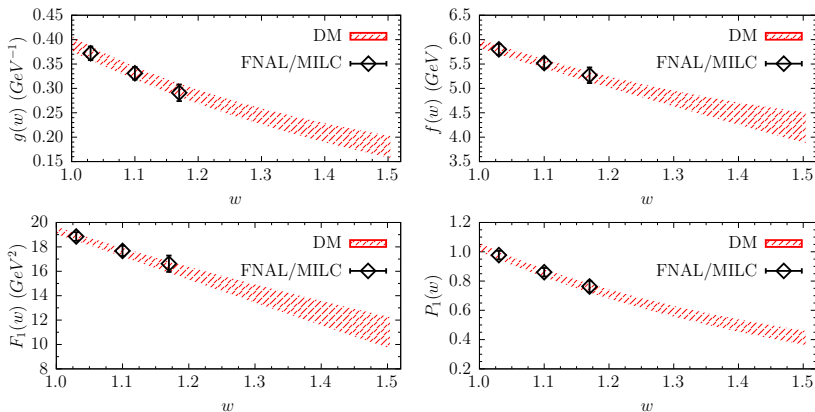 0.45
0.40
0.35
0.30
0.25
0.20
0.15
g(w) (GeV⁻¹)
DM
FNAL/MILC
1.0 1.1 1.2 1.3 1.4 1.5
w
6.5
6.0
5.5
5.0
4.5
4.0
3.5
f(w) (GeV)
DM
FNAL/MILC
1.0 1.1 1.2 1.3 1.4 1.5
w
20
18
16
14
12
10
8
F₁(w) (GeV²)
DM
FNAL/MILC
1.0 1.1 1.2 1.3 1.4 1.5
w
1.2
1.0
0.8
0.6
0.4
0.2
P₁(w)
DM
FNAL/MILC
1.0 1.1 1.2 1.3 1.4 1.5
w